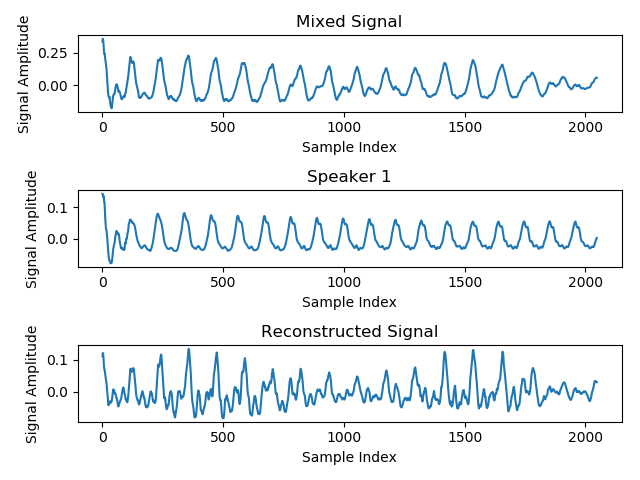 Mixed Signal
Signal Amplitude
0.25
0.00
0 500 1000 1500 2000
Sample Index
Speaker 1
Signal Amplitude
0.1
0.0
0 500 1000 1500 2000
Sample Index
Reconstructed Signal
Signal Amplitude
0.1
0.0
0 500 1000 1500 2000
Sample Index